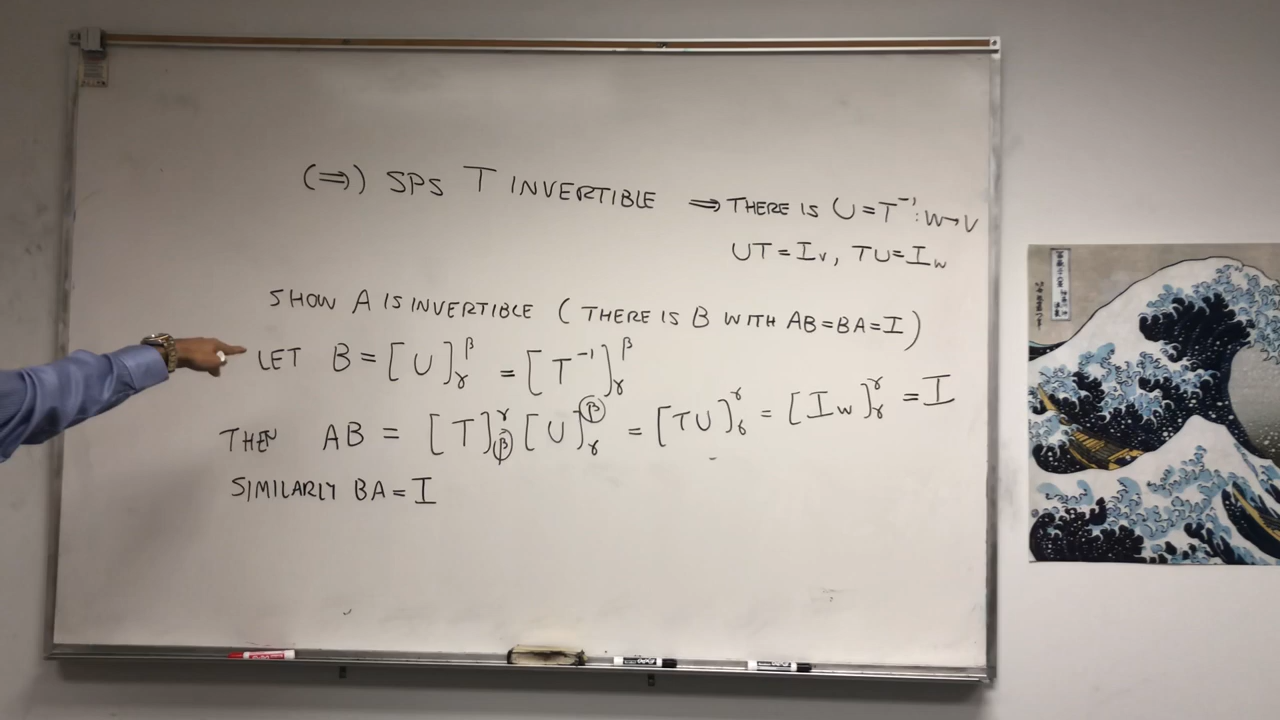 (⇒) SPS T INVERTIBLE ⇒ THERE IS U = T⁻¹: W→V
UT = I_V, TU = I_W
SHOW A IS INVERTIBLE ( THERE IS B WITH AB = BA = I )
LET B = [U]_γ^β = [T⁻¹]_γ^β
THEN AB = [T]_β^γ [U]_γ^β = [TU]_γ^γ = [I_W]_γ^γ = I
SIMILARLY BA = I